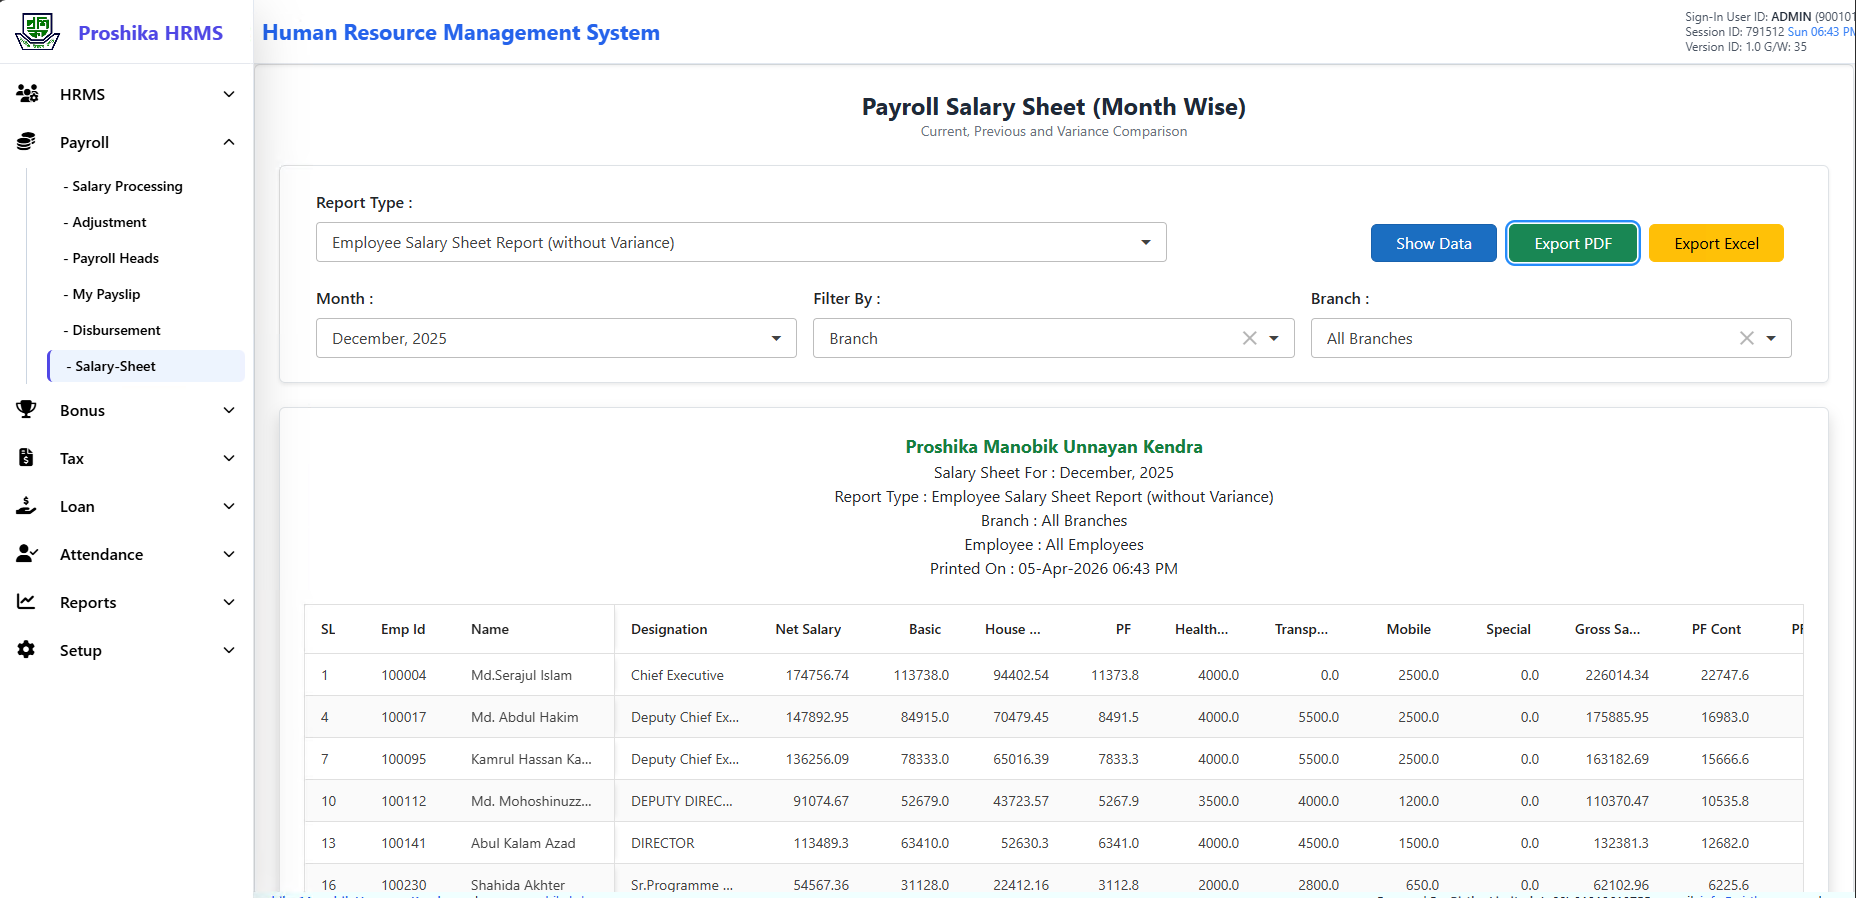 Proshika HRMS
Human Resource Management System
Sign-In User ID: ADMIN (900101
Session ID: 791512 Sun 06:43 PM
Version ID: 1.0 G/W: 35
HRMS
Payroll
- Salary Processing
- Adjustment
- Payroll Heads
- My Payslip
- Disbursement
- Salary-Sheet
Bonus
Tax
Loan
Attendance
Reports
Setup
Payroll Salary Sheet (Month Wise)
Current, Previous and Variance Comparison
Report Type :
Employee Salary Sheet Report (without Variance)
Show Data
Export PDF
Export Excel
Month :
Filter By :
Branch :
December, 2025
Branch
All Branches
Proshika Manobik Unnayan Kendra
Salary Sheet For : December, 2025
Report Type : Employee Salary Sheet Report (without Variance)
Branch : All Branches
Employee : All Employees
Printed On : 05-Apr-2026 06:43 PM
SL Emp Id Name Designation Net Salary Basic House ... PF Health... Transp... Mobile Special Gross Sa... PF Cont
1 100004 Md.Serajul Islam Chief Executive 174756.74 113738.0 94402.54 11373.8 4000.0 0.0 2500.0 0.0 226014.34 22747.6
4 100017 Md. Abdul Hakim Deputy Chief Ex... 147892.95 84915.0 70479.45 8491.5 4000.0 5500.0 2500.0 0.0 175885.95 16983.0
7 100095 Kamrul Hassan Ka... Deputy Chief Ex... 136256.09 78333.0 65016.39 7833.3 4000.0 5500.0 2500.0 0.0 163182.69 15666.6
10 100112 Md. Mohoshinuzz... DEPUTY DIREC... 91074.67 52679.0 43723.57 5267.9 3500.0 4000.0 1200.0 0.0 110370.47 10535.8
13 100141 Abul Kalam Azad DIRECTOR 113489.3 63410.0 52630.3 6341.0 4000.0 4500.0 1500.0 0.0 132381.3 12682.0
16 100230 Shahida Akhter Sr.Programme ... 54567.36 31128.0 22412.16 3112.8 2000.0 2800.0 650.0 0.0 62102.96 6225.6